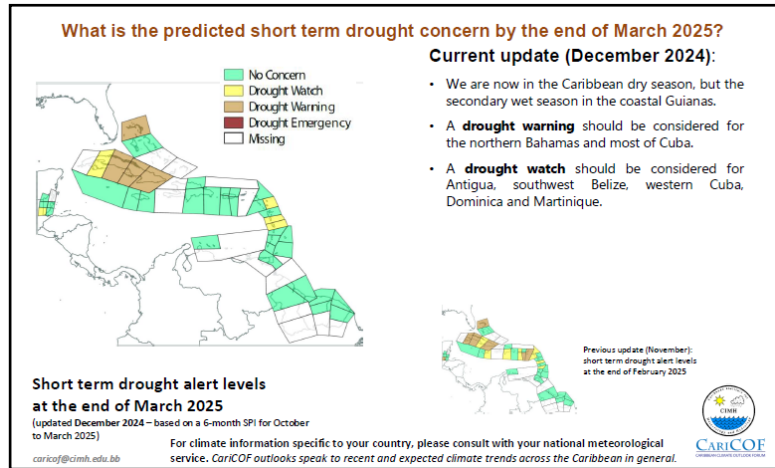 What is the predicted short term drought concern by the end of March 2025?
No Concern
Drought Watch
Drought Warning
Drought Emergency
Missing
Current update (December 2024):
• We are now in the Caribbean dry season, but the
secondary wet season in the coastal Guianas.
• A drought warning should be considered for
the northern Bahamas and most of Cuba.
• A drought watch should be considered for
Antigua, southwest Belize, western Cuba,
Dominica and Martinique.
Previous update (November):
short term drought alert levels
at the end of February 2025
Short term drought alert levels
at the end of March 2025
(updated December 2024 – based on a 6-month SPI for October
to March 2025)
caricof@cimh.edu.bb
For climate information specific to your country, please consult with your national meteorological
service. CariCOF outlooks speak to recent and expected climate trends across the Caribbean in general.
CIMH
CARICOF
CARIBBEAN CLIMATE OUTLOOK FORUM